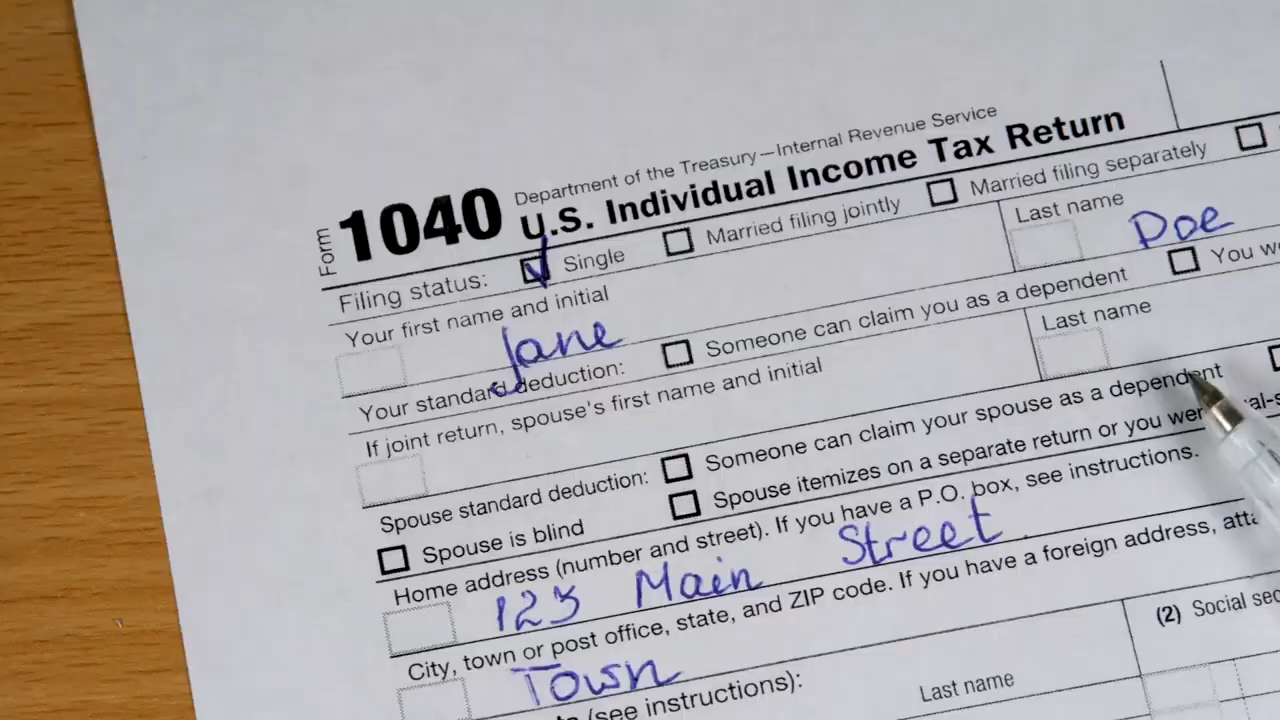 Department of the Treasury—Internal Revenue Service
Form 1040 U.S. Individual Income Tax Return
Filing status: Single Married filing jointly Married filing separately
Your first name and initial Last name
Jane Doe
Your standard deduction: Someone can claim you as a dependent You
If joint return, spouse's first name and initial Last name
Spouse standard deduction: Someone can claim your spouse as a dependent
Spouse is blind Spouse itemizes on a separate return or you
Home address (number and street). If you have a P.O. box, see instructions.
123 Main Street
City, town or post office, state, and ZIP code. If you have a foreign address,
Town
(see instructions): (2) Social
Last name